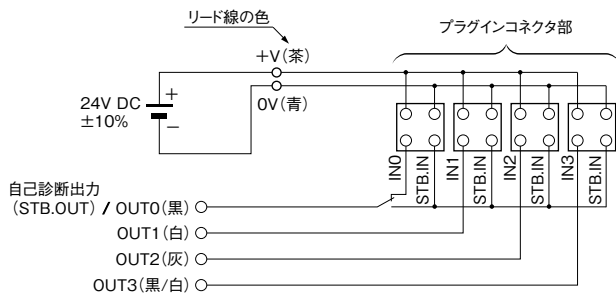 リード線の色
プラグインコネクタ部
+V(茶)
+
24V DC
±10%
−
0V(青)
IN0
STB.IN
IN1
STB.IN
IN2
STB.IN
IN3
STB.IN
自己診断出力
(STB.OUT) / OUT0(黒)
OUT1(白)
OUT2(灰)
OUT3(黒/白)